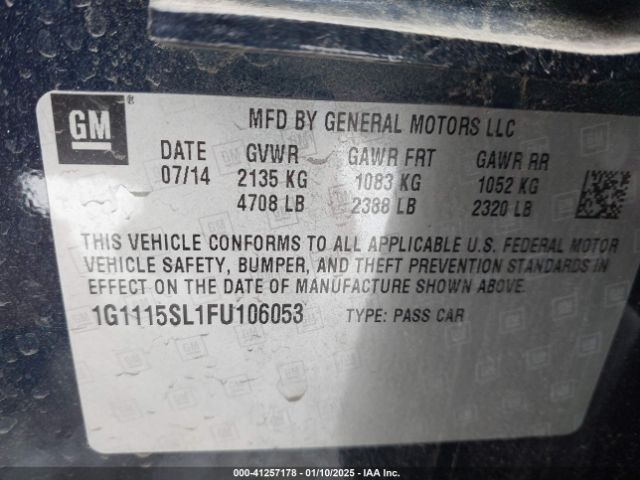 GM ®
MFD BY GENERAL MOTORS LLC
DATE GVWR GAWR FRT GAWR RR
07/14 2135 KG 1083 KG 1052 KG
4708 LB 2388 LB 2320 LB
THIS VEHICLE CONFORMS TO ALL APPLICABLE U.S. FEDERAL MOTOR
VEHICLE SAFETY, BUMPER, AND THEFT PREVENTION STANDARDS IN
EFFECT ON THE DATE OF MANUFACTURE SHOWN ABOVE.
1G1115SL1FU106053 TYPE: PASS CAR
000-41257178 - 01/10/2025 - IAA Inc.